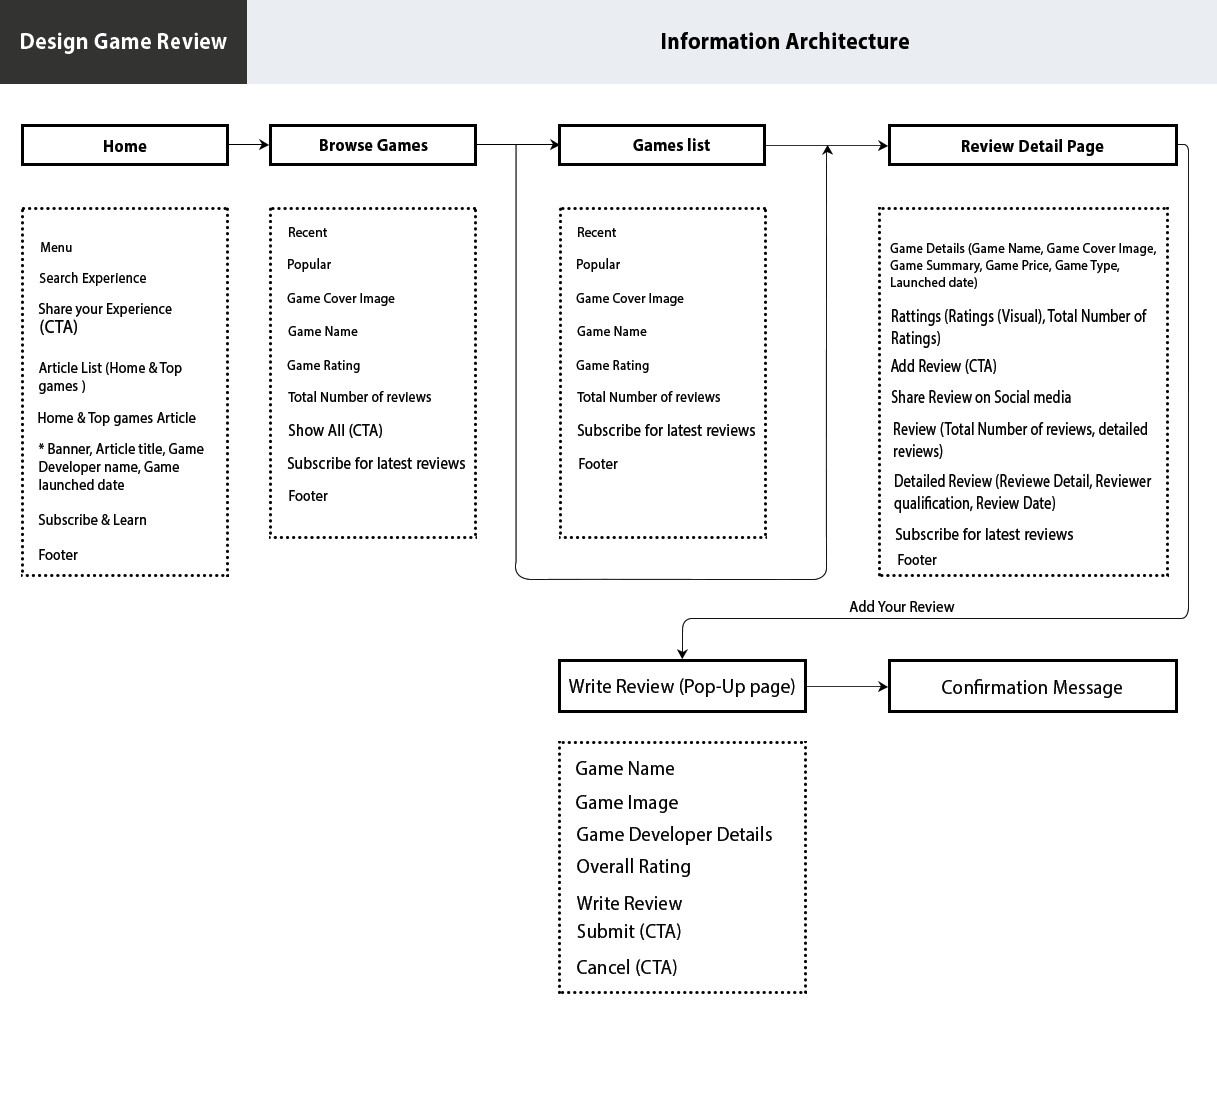 Design Game Review
Information Architecture
Home
Browse Games
Games list
Review Detail Page
Menu
Search Experience
Share your Experience
(CTA)
Article List (Home & Top
games )
Home & Top games Article
* Banner, Article title, Game
Developer name, Game
launched date
Subscribe & Learn
Footer
Recent
Popular
Game Cover Image
Game Name
Game Rating
Total Number of reviews
Show All (CTA)
Subscribe for latest reviews
Footer
Recent
Popular
Game Cover Image
Game Name
Game Rating
Total Number of reviews
Subscribe for latest reviews
Footer
Game Details (Game Name, Game Cover Image,
Game Summary, Game Price, Game Type,
Launched date)
Rattings (Ratings (Visual), Total Number of
Ratings)
Add Review (CTA)
Share Review on Social media
Review (Total Number of reviews, detailed
reviews)
Detailed Review (Reviewe Detail, Reviewer
qualification, Review Date)
Subscribe for latest reviews
Footer
Add Your Review
Write Review (Pop-Up page)
Confirmation Message
Game Name
Game Image
Game Developer Details
Overall Rating
Write Review
Submit (CTA)
Cancel (CTA)